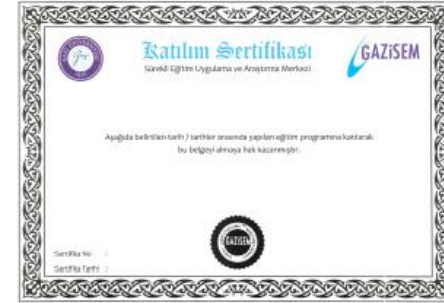 Katılım Sertifikası
Sürekli Eğitim Uygulama ve Araştırma Merkezi
GAZİSEM
Aşağıda belirtilen tarih / tarihler arasında yapılan eğitim programına katılarak
bu belgeyi almaya hak kazanmıştır.
GAZİSEM
Sertifika No :
Sertifika Tarihi :